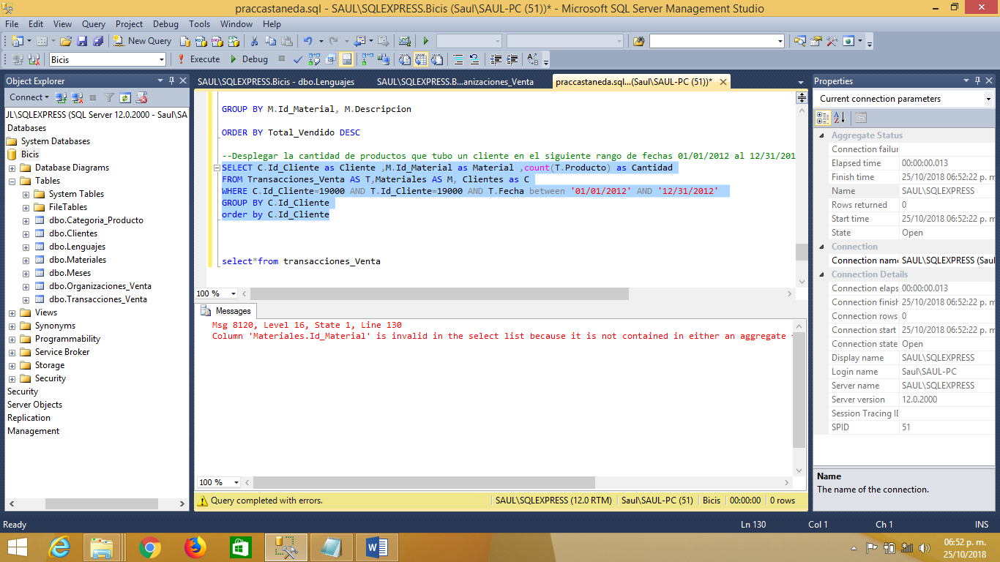 praccastaneda.sql - SAUL\SQLEXPRESS.Bicis (Saul\SAUL-PC (51))* - Microsoft SQL Server Management Studio
File Edit View Query Project Debug Tools Window Help
New Query
Bicis Execute Debug
Object Explorer
Connect
JL\SQLEXPRESS (SQL Server 12.0.2000 - Saul\SA
Databases
System Databases
Bicis
Database Diagrams
Tables
System Tables
FileTables
dbo.Categoria_Producto
dbo.Clientes
dbo.Lenguajes
dbo.Materiales
dbo.Meses
dbo.Organizaciones_Venta
dbo.Transacciones_Venta
Views
Synonyms
Programmability
Service Broker
Storage
Security
Security
Server Objects
Replication
Management
SAUL\SQLEXPRESS.Bicis - dbo.Lenguajes SAUL\SQLEXPRESS.B...anizaciones_Venta praccastaneda.sql...(Saul\SAUL-PC (51))*
GROUP BY M.Id_Material, M.Descripcion
ORDER BY Total_Vendido DESC
--Desplegar la cantidad de productos que tubo un cliente en el siguiente rango de fechas 01/01/2012 al 12/31/201
SELECT C.Id_Cliente as Cliente ,M.Id_Material as Material ,count(T.Producto) as Cantidad
FROM Transacciones_Venta AS T,Materiales AS M, Clientes as C
WHERE C.Id_Cliente=19000 AND T.Id_Cliente=19000 AND T.Fecha between '01/01/2012' AND '12/31/2012'
GROUP BY C.Id_Cliente
order by C.Id_Cliente
select*from transacciones_Venta
100 %
Messages
Msg 8120, Level 16, State 1, Line 130
Column 'Materiales.Id_Material' is invalid in the select list because it is not contained in either an aggregate
100 %
Query completed with errors. SAUL\SQLEXPRESS (12.0 RTM) Saul\SAUL-PC (51) Bicis 00:00:00 0 rows
Properties
Current connection parameters
Aggregate Status
Connection failur
Elapsed time 00:00:00.013
Finish time 25/10/2018 06:52:22 p. m
Name SAUL\SQLEXPRESS
Rows returned 0
Start time 25/10/2018 06:52:22 p. m
State Open
Connection
Connection name SAUL\SQLEXPRESS (Saul
Connection Details
Connection elaps 00:00:00.013
Connection finish 25/10/2018 06:52:22 p. m
Connection rows 0
Connection start 25/10/2018 06:52:22 p. m
Connection state Open
Display name SAUL\SQLEXPRESS
Login name Saul\SAUL-PC
Server name SAUL\SQLEXPRESS
Server version 12.0.2000
Session Tracing ID
SPID 51
Name
The name of the connection.
Ready Ln 130 Col 1 Ch 1 INS
06:52 p. m.
25/10/2018